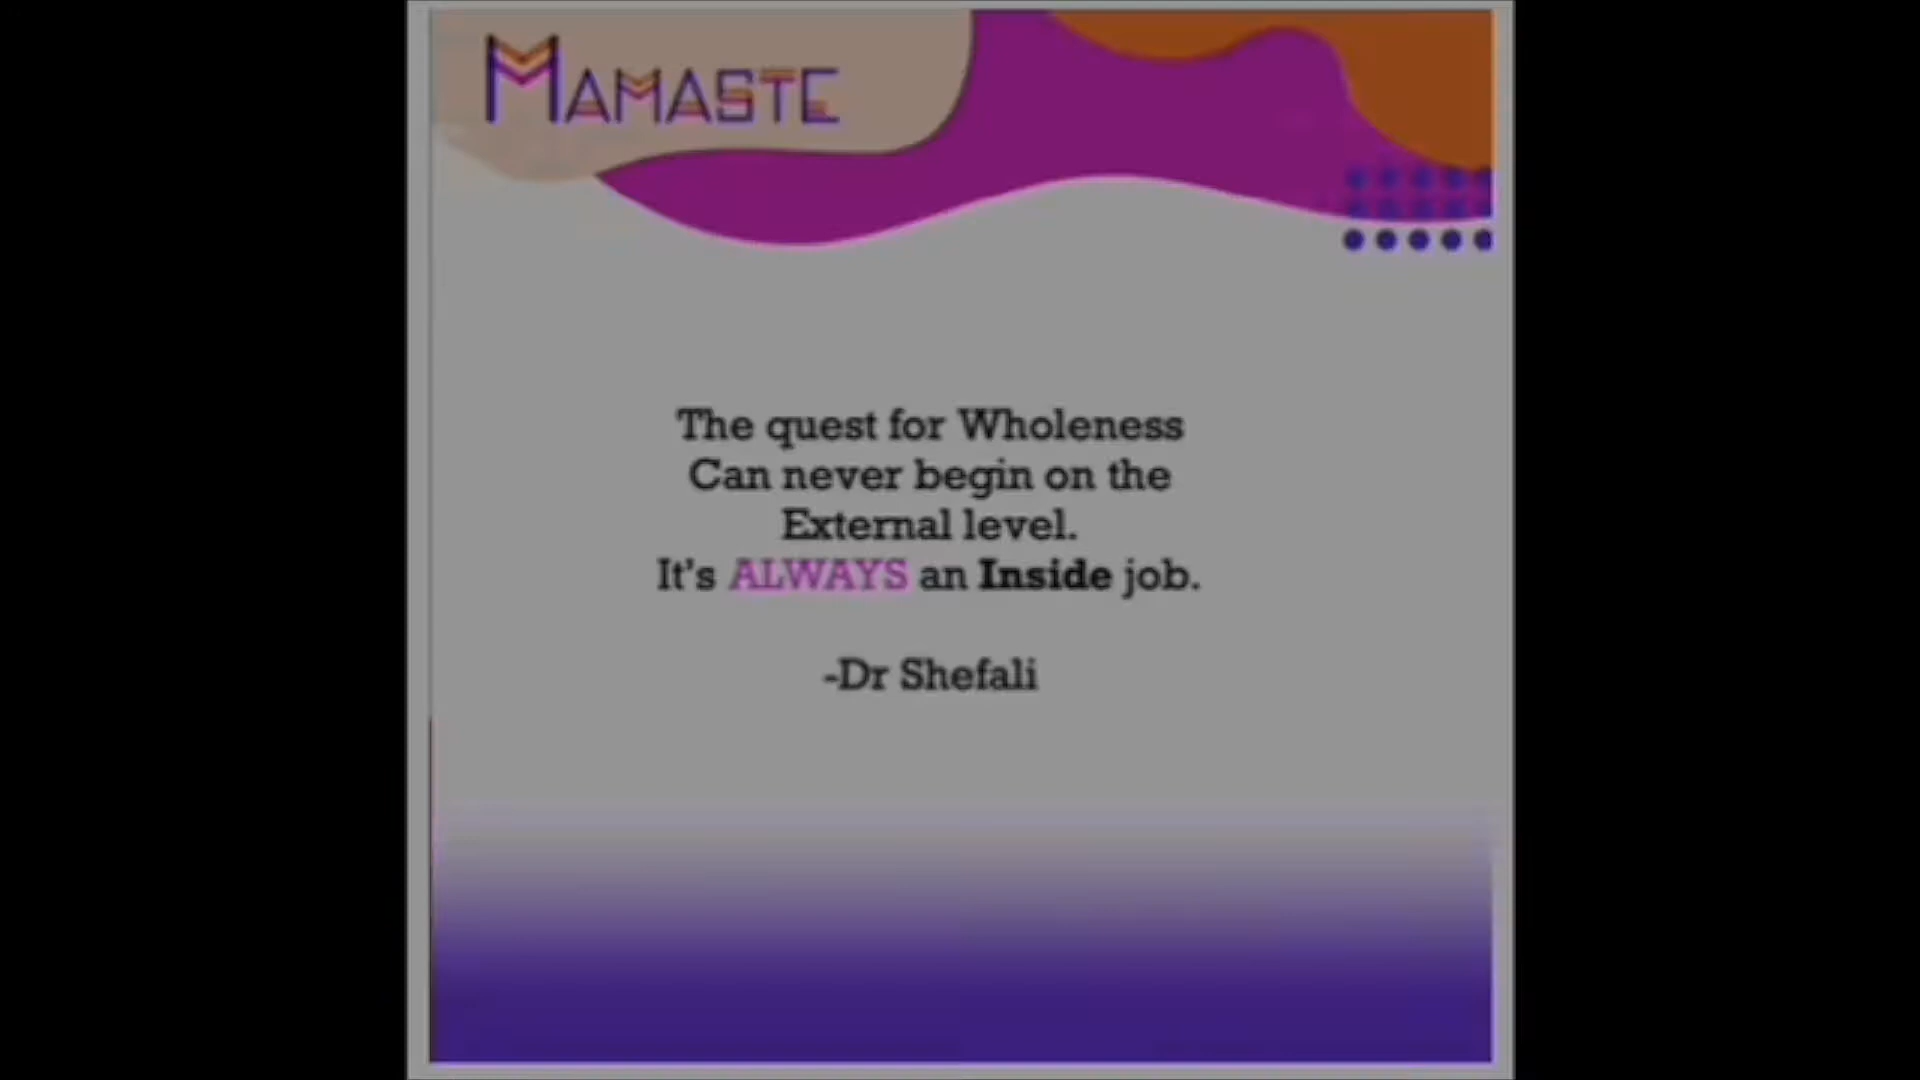 MAMASTE
The quest for Wholeness
Can never begin on the
External level.
It's ALWAYS an Inside job.
-Dr Shefali